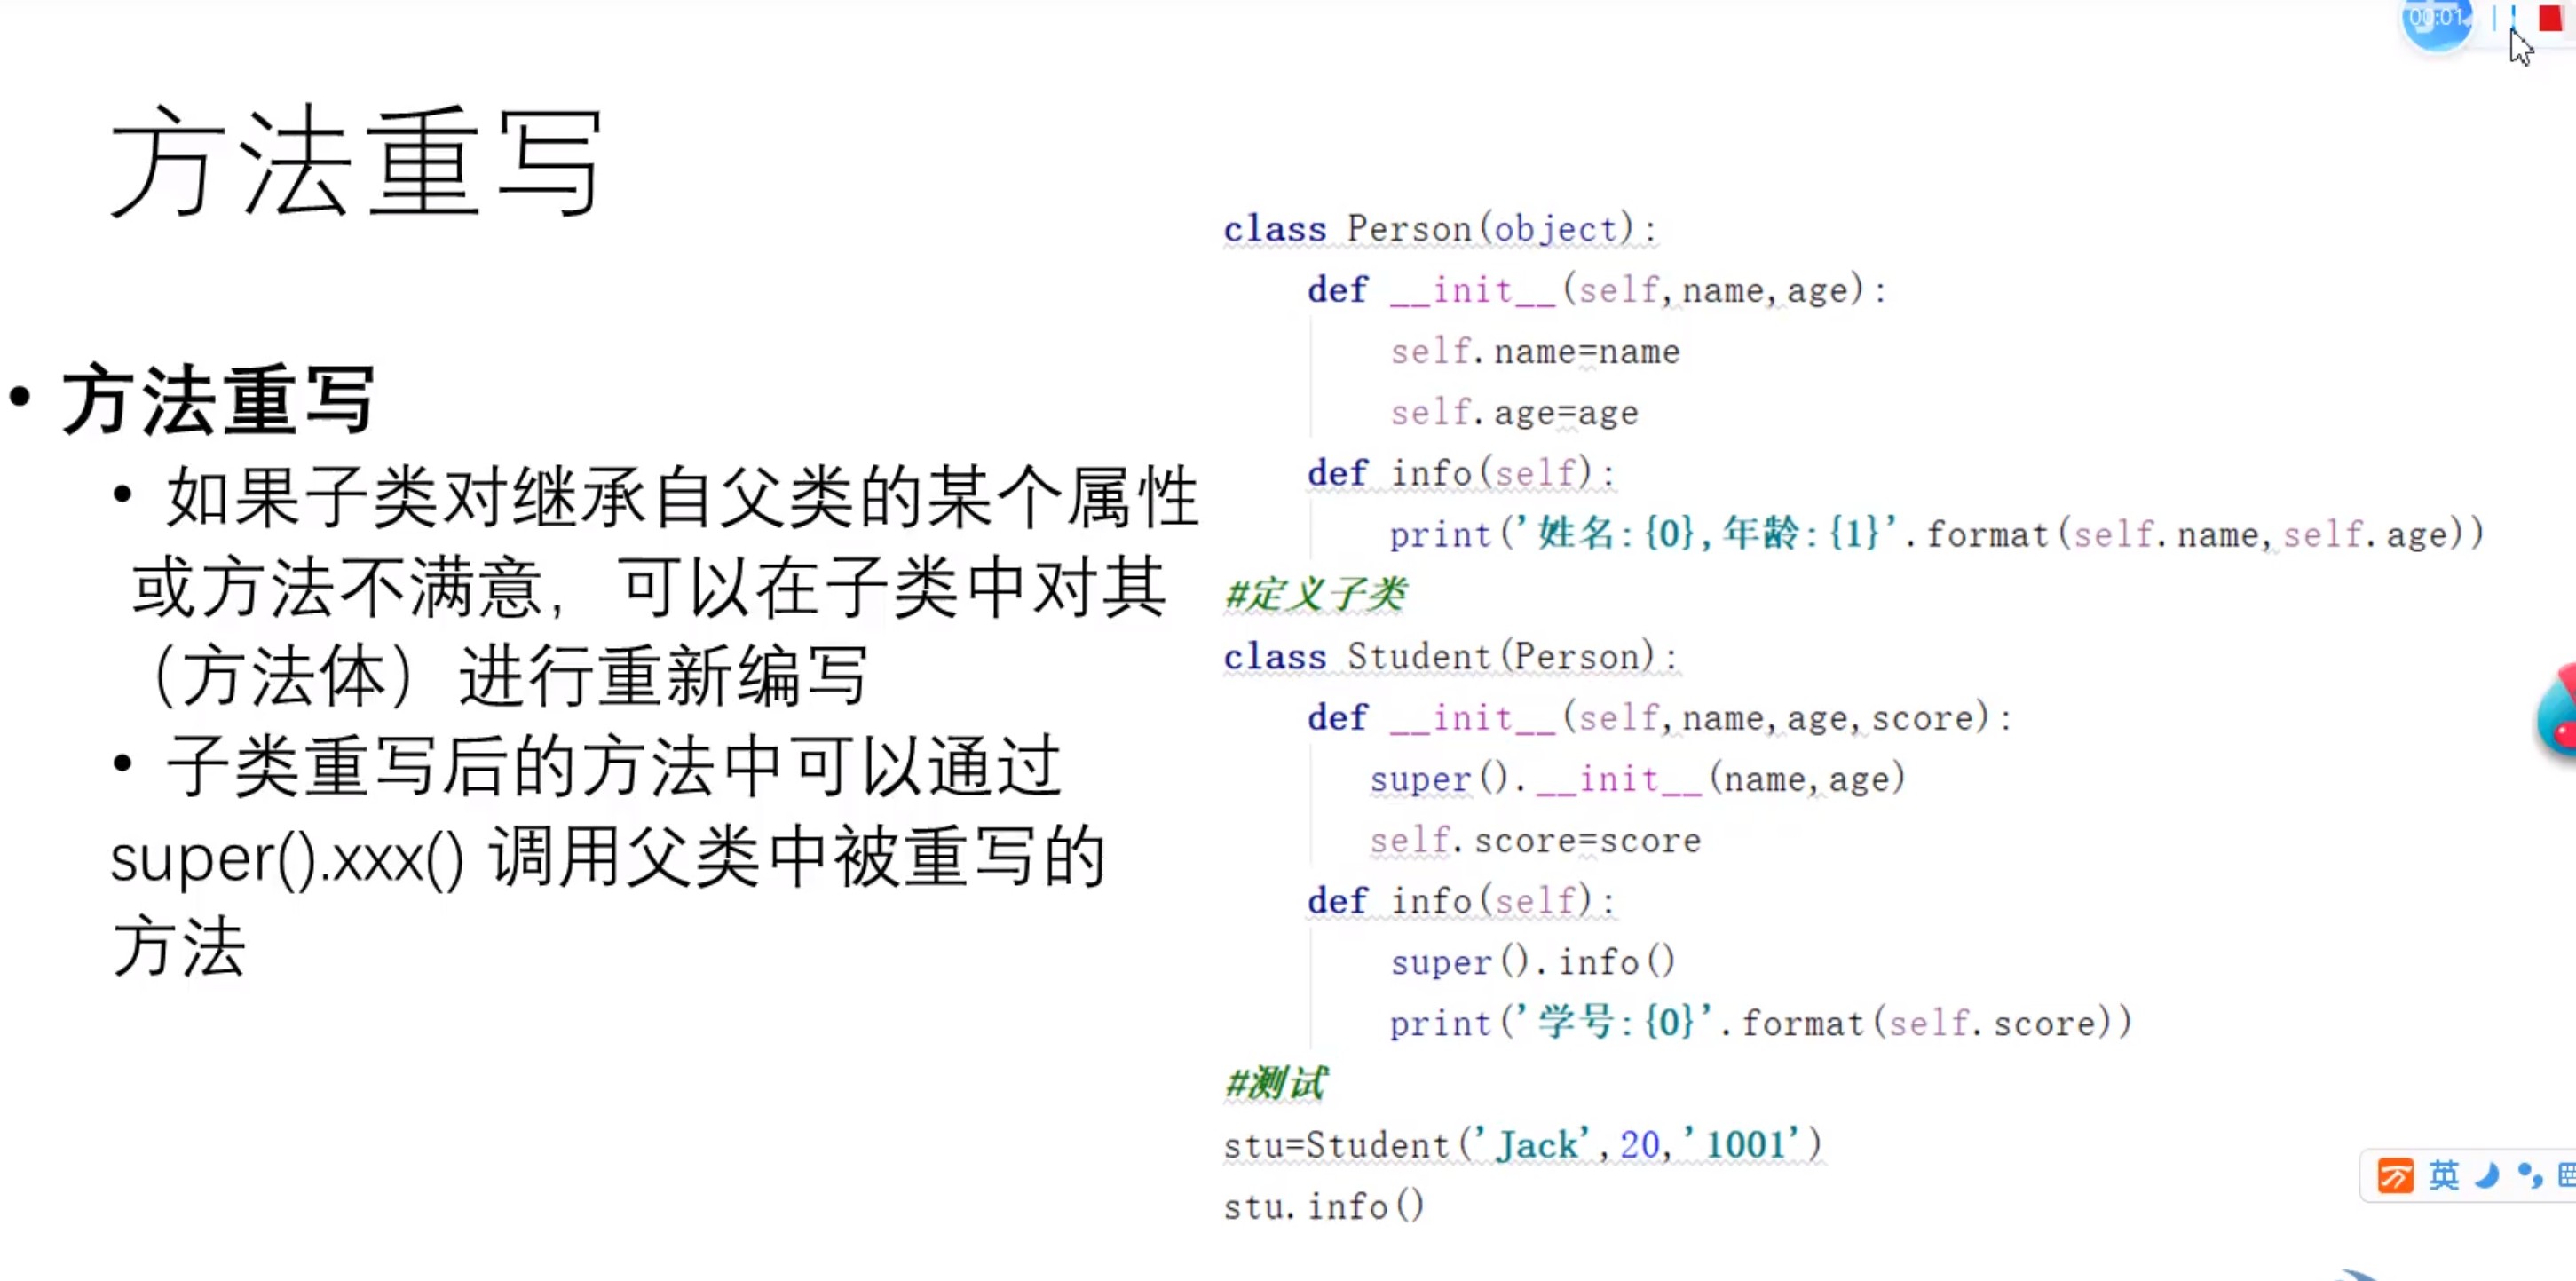 00:01
方法重写
• 方法重写
• 如果子类对继承自父类的某个属性
或方法不满意，可以在子类中对其
（方法体）进行重新编写
• 子类重写后的方法中可以通过
super().xxx() 调用父类中被重写的
方法
class Person(object):
    def __init__(self,name,age):
        self.name=name
        self.age=age
    def info(self):
        print('姓名:{0},年龄:{1}'.format(self.name,self.age))
#定义子类
class Student(Person):
    def __init__(self,name,age,score):
       super().__init__(name,age)
       self.score=score
    def info(self):
        super().info()
        print('学号:{0}'.format(self.score))
#测试
stu=Student('Jack',20,'1001')
stu.info()
英